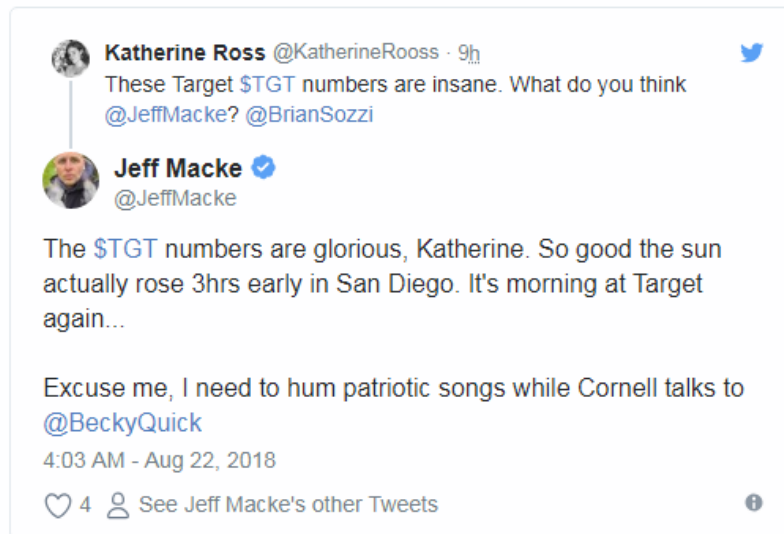 Katherine Ross @KatherineRooss · 9h
These Target $TGT numbers are insane. What do you think
@JeffMacke? @BrianSozzi
Jeff Macke
@JeffMacke
The $TGT numbers are glorious, Katherine. So good the sun
actually rose 3hrs early in San Diego. It's morning at Target
again...
Excuse me, I need to hum patriotic songs while Cornell talks to
@BeckyQuick
4:03 AM - Aug 22, 2018
4 See Jeff Macke's other Tweets